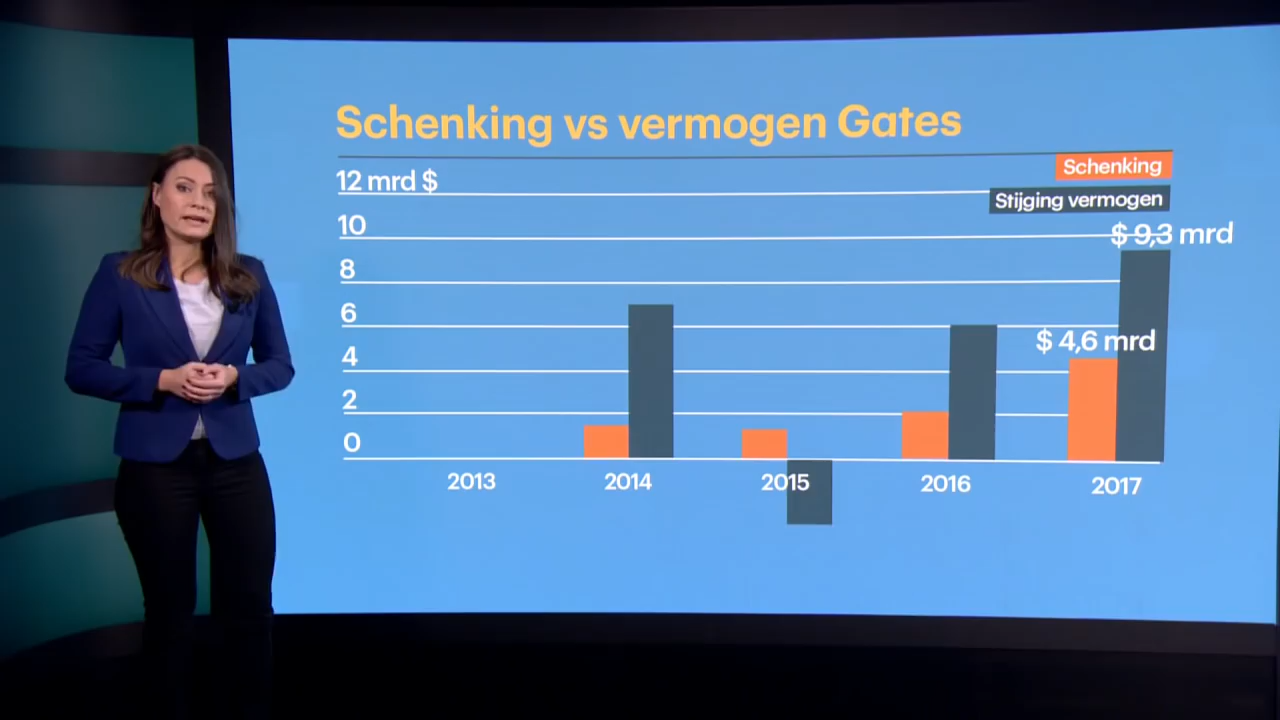 Schenking vs vermogen Gates
Schenking
12 mrd $
Stijging vermogen
10
$ 9,3 mrd
8
6
$ 4,6 mrd
4
2
0
2013
2014
2015
2016
2017